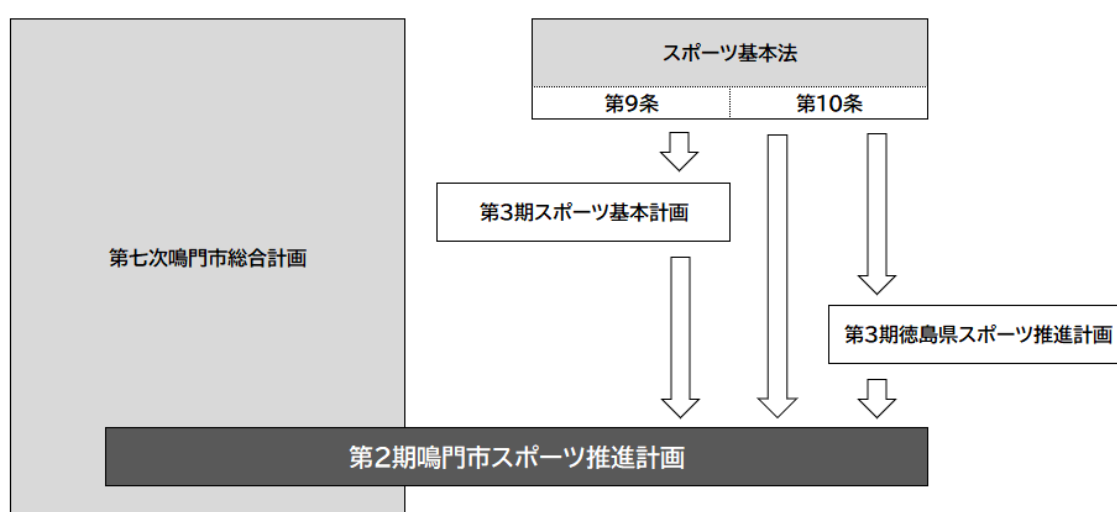 スポーツ基本法
第9条
第10条
第3期スポーツ基本計画
第七次鳴門市総合計画
第3期徳島県スポーツ推進計画
第2期鳴門市スポーツ推進計画